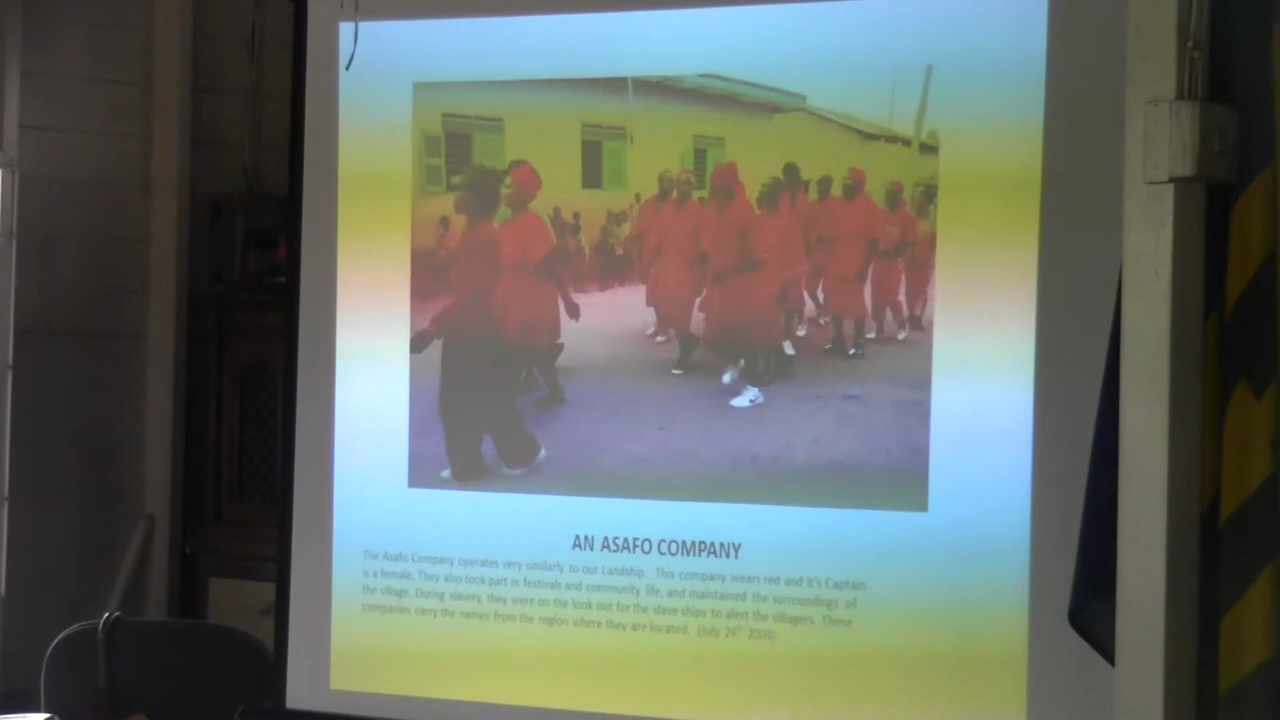 AN ASAFO COMPANY
The Asafo Company operates very similarly to our Landship. This company wears red and it's Captain
is a female. They also took part in festivals and community life, and maintained the surroundings of
the village. During slavery, they were on the look out for the slave ships to alert the villagers. These
companies carry the names from the region where they are located. (July 24th 2009)